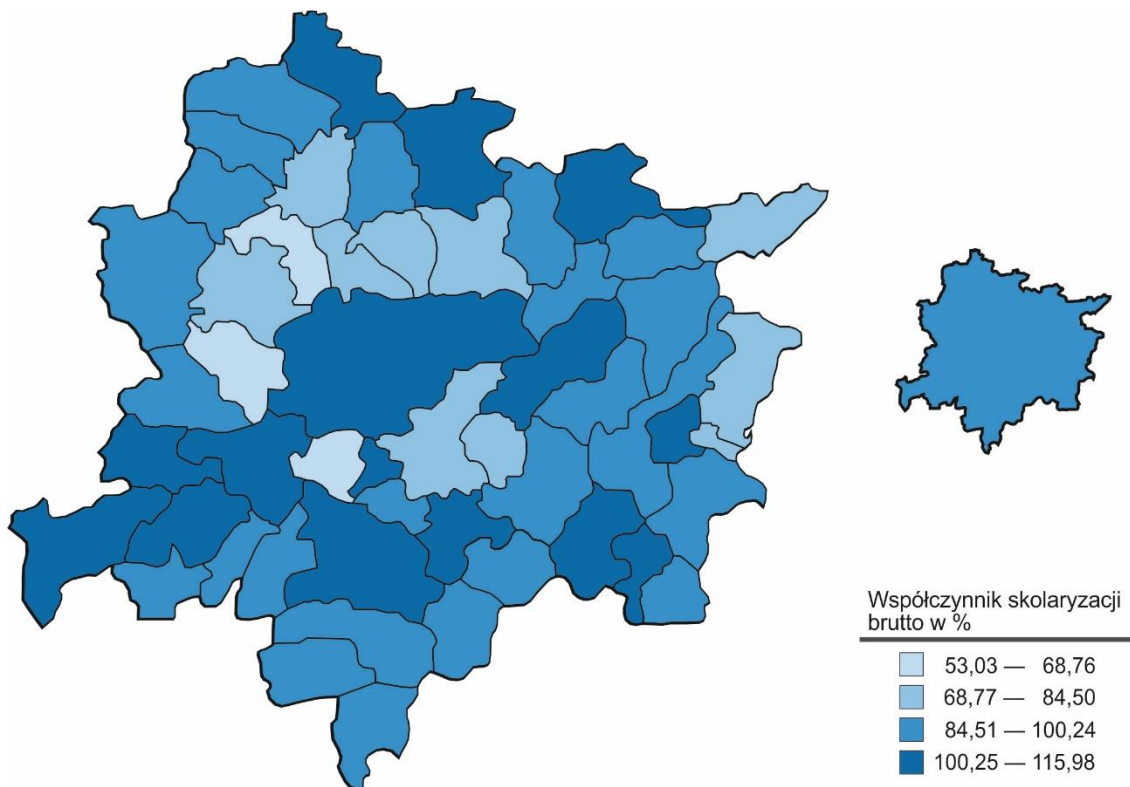 Współczynnik skolaryzacji
brutto w %
53,03 — 68,76
68,77 — 84,50
84,51 — 100,24
100,25 — 115,98